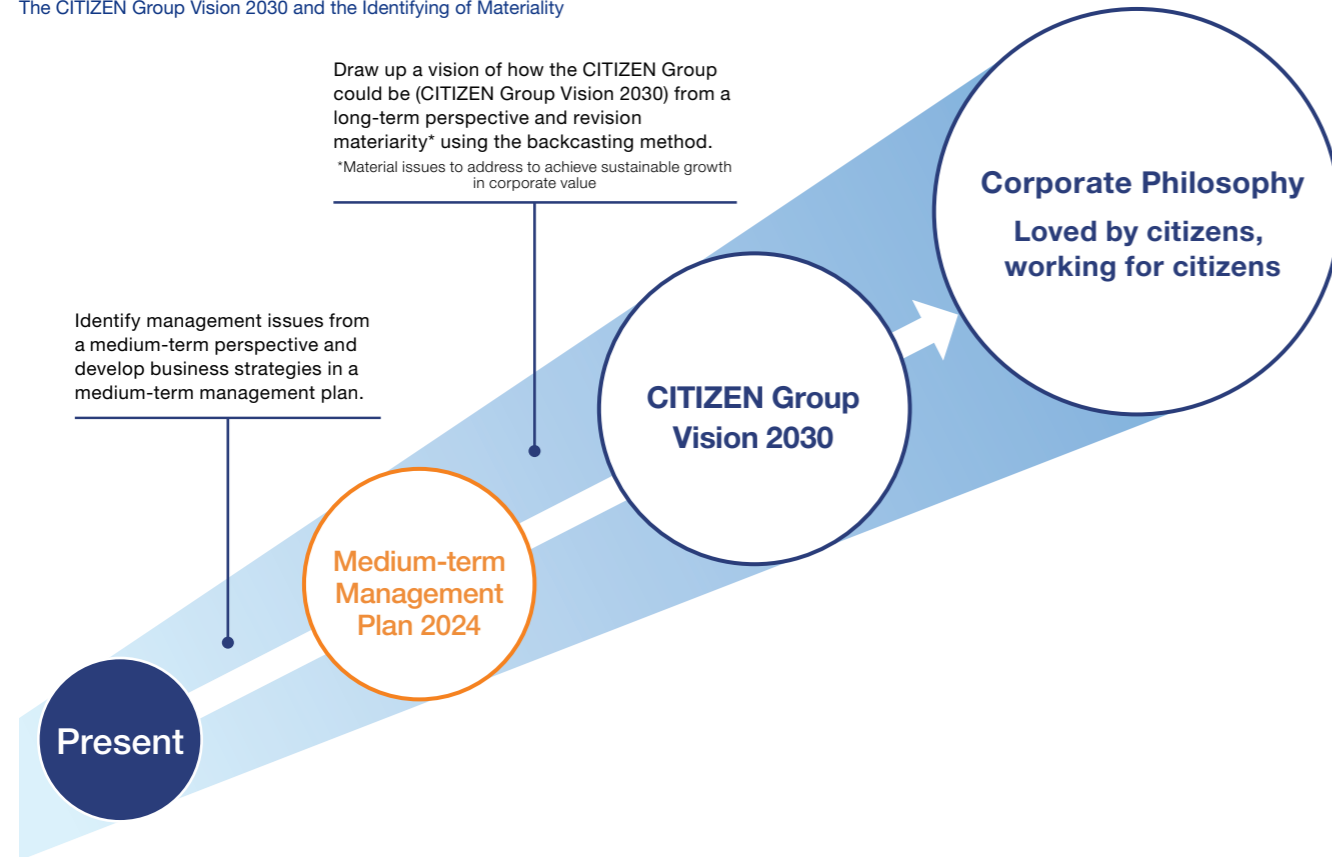 The CITIZEN Group Vision 2030 and the Identifying of Materiality
Draw up a vision of how the CITIZEN Group
could be (CITIZEN Group Vision 2030) from a
long-term perspective and revision
materiarity* using the backcasting method.
*Material issues to address to achieve sustainable growth
in corporate value
Corporate Philosophy
Loved by citizens,
working for citizens
Identify management issues from
a medium-term perspective and
develop business strategies in a
medium-term management plan.
CITIZEN Group
Vision 2030
Medium-term
Management
Plan 2024
Present